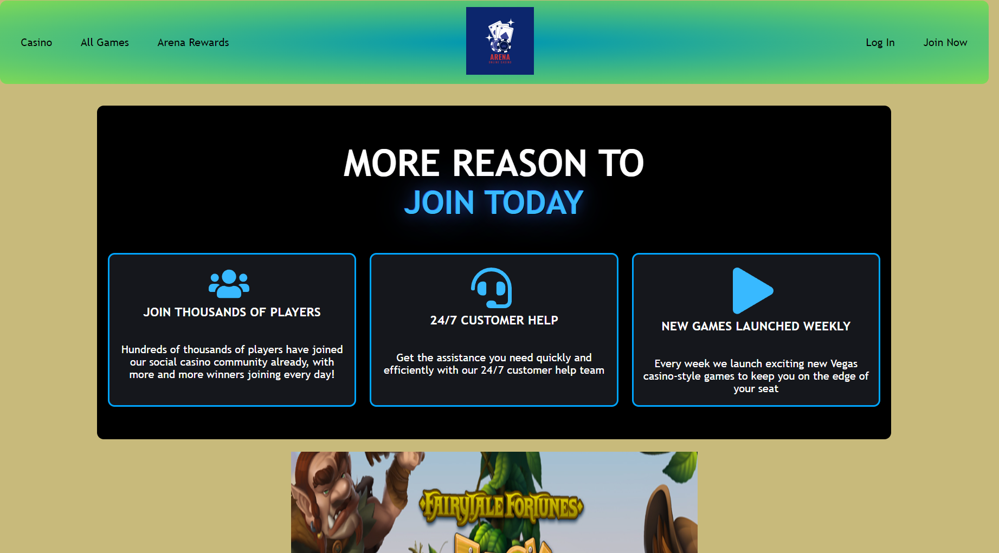 Casino
All Games
Arena Rewards
ARENA
ONLINE CASINO
Log In
Join Now
MORE REASON TO
JOIN TODAY
JOIN THOUSANDS OF PLAYERS
Hundreds of thousands of players have joined
our social casino community already, with
more and more winners joining every day!
24/7 CUSTOMER HELP
Get the assistance you need quickly and
efficiently with our 24/7 customer help team
NEW GAMES LAUNCHED WEEKLY
Every week we launch exciting new Vegas
casino-style games to keep you on the edge of
your seat
FAIRYTALE FORTUNES